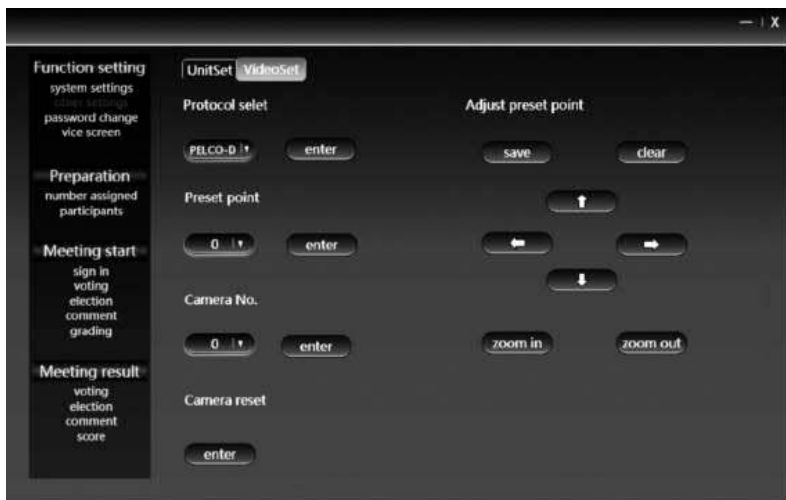 — | X
Function setting
system settings
other settings
password change
vice screen
Preparation
number assigned
participants
Meeting start
sign in
voting
election
comment
grading
Meeting result
voting
election
comment
score
UnitSet VideoSet
Protocol selet
PELCO-D enter
Preset point
0 enter
Camera No.
0 enter
Camera reset
enter
Adjust preset point
save clear
zoom in zoom out